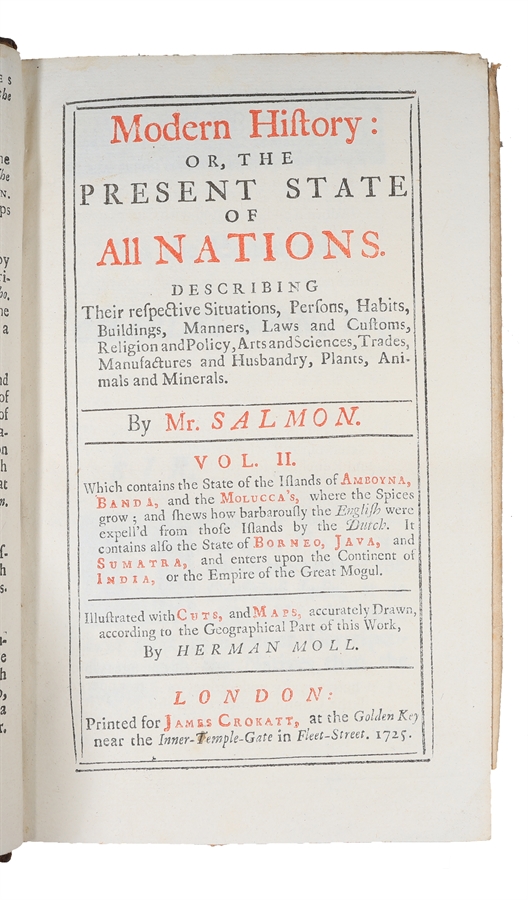 Modern Hiſtory:
OR, THE
PRESENT STATE
OF
All NATIONS.
DESCRIBING
Their reſpective Situations, Perſons, Habits,
Buildings, Manners, Laws and Cuſtoms,
Religion and Policy, Arts and Sciences, Trades,
Manufactures and Husbandry, Plants, Ani-
mals and Minerals.
By Mr. SALMON.
VOL. II.
Which contains the State of the Iſlands of AMBOYNA,
BANDA, and the MOLUCCA's, where the Spices
grow; and ſhews how barbarouſly the Engliſh were
expell'd from thoſe Iſlands by the Dutch. It
contains alſo the State of BORNEO, JAVA, and
SUMATRA, and enters upon the Continent of
INDIA, or the Empire of the Great Mogul.
Illuſtrated with CUTS, and MAPS, accurately Drawn,
according to the Geographical Part of this Work,
By HERMAN MOLL.
LONDON:
Printed for JAMES CROKATT, at the Golden Key
near the Inner-Temple-Gate in Fleet-Street. 1725.